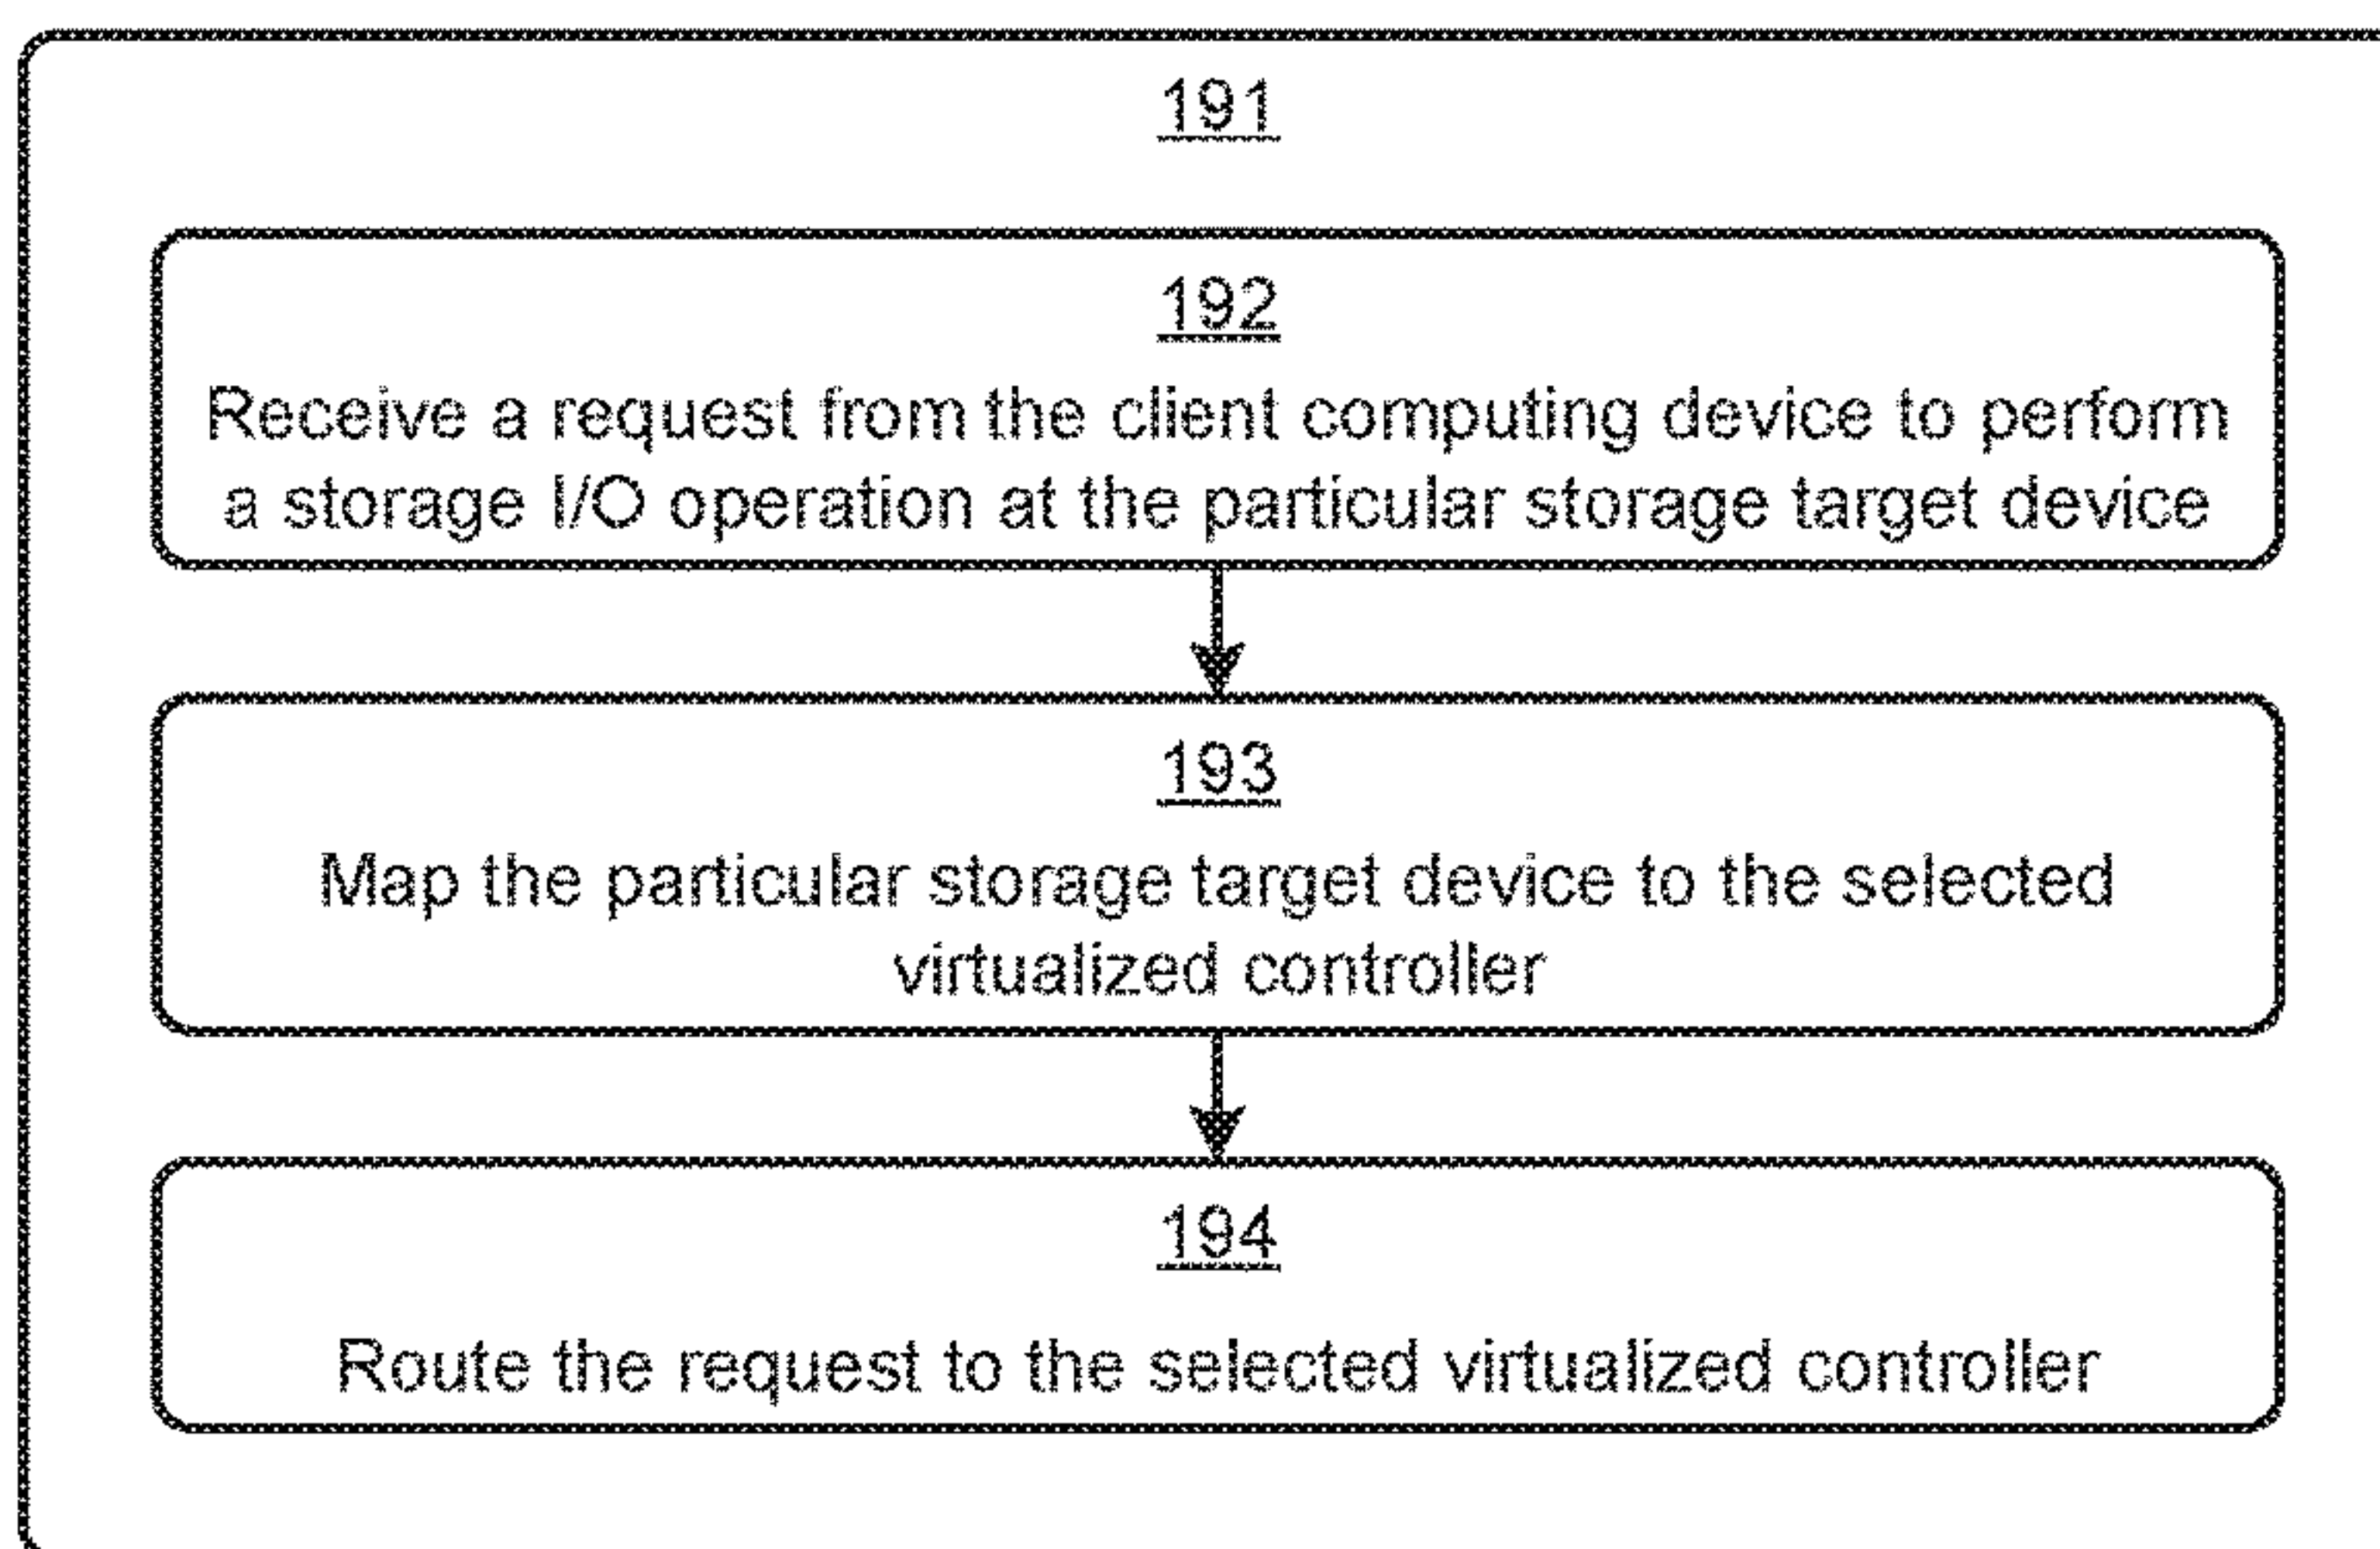 191
192
Receive a request from the client computing device to perform
a storage I/O operation at the particular storage target device
193
Map the particular storage target device to the selected
virtualized controller
194
Route the request to the selected virtualized controller